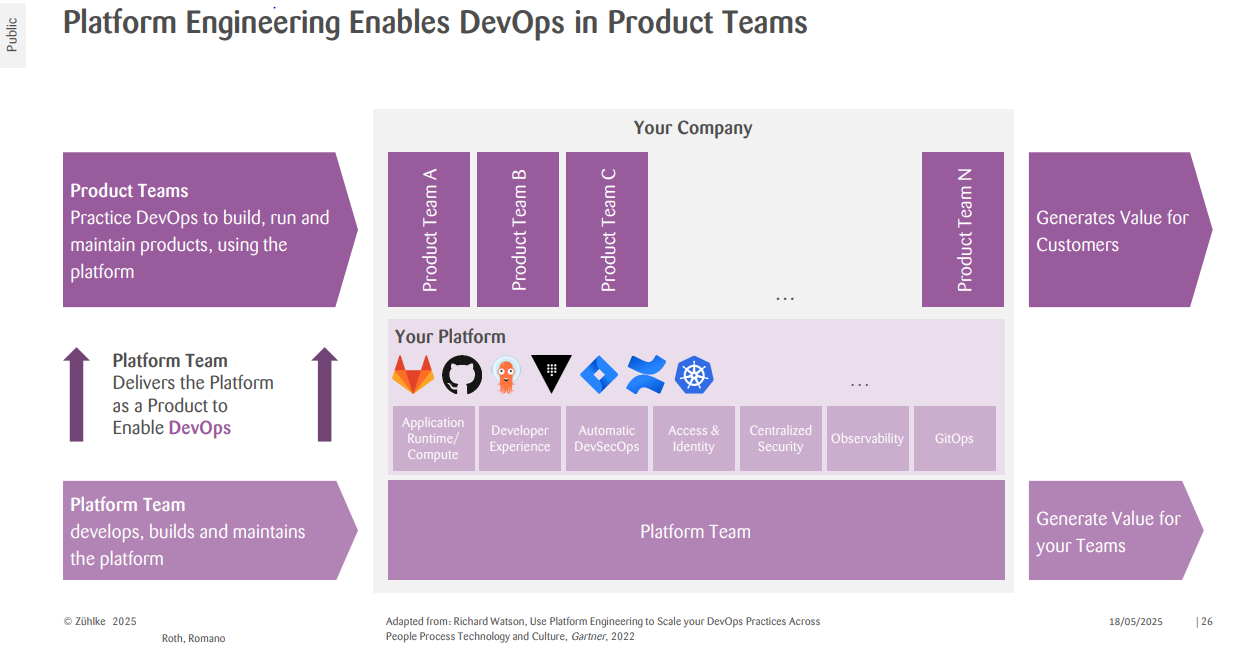 Public
Platform Engineering Enables DevOps in Product Teams
Your Company
Product Teams
Practice DevOps to build, run and
maintain products, using the
platform
Product Team A
Product Team B
Product Team C
...
Product Team N
Generates Value for
Customers
Platform Team
Delivers the Platform
as a Product to
Enable DevOps
Your Platform
...
Application
Runtime/
Compute
Developer
Experience
Automatic
DevSecOps
Access &
Identity
Centralized
Security
Observability
GitOps
Platform Team
develops, builds and maintains
the platform
Platform Team
Generate Value for
your Teams
© Zühlke 2025
Roth, Romano
Adapted from: Richard Watson, Use Platform Engineering to Scale your DevOps Practices Across
People Process Technology and Culture, Gartner, 2022
18/05/2025
| 26